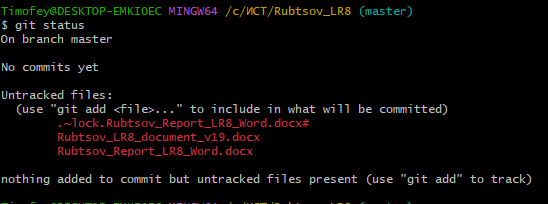 Timofey@DESKTOP-EMKIOEC MINGW64 /c/ИСТ/Rubtsov_LR8 (master)
$ git status
On branch master
No commits yet
Untracked files:
(use "git add <file>..." to include in what will be committed)
.~lock.Rubtsov_Report_LR8_Word.docx#
Rubtsov_LR8_document_v19.docx
Rubtsov_Report_LR8_Word.docx
nothing added to commit but untracked files present (use "git add" to track)